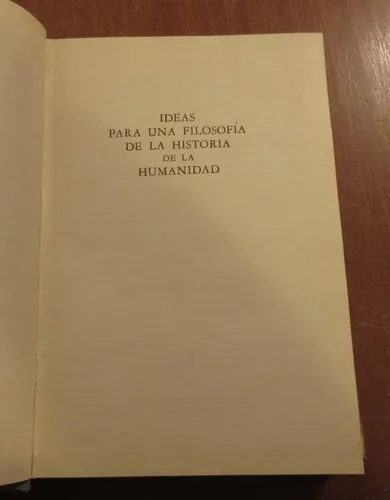 IDEAS
PARA UNA FILOSOFÍA
DE LA HISTORIA
DE LA
HUMANIDAD